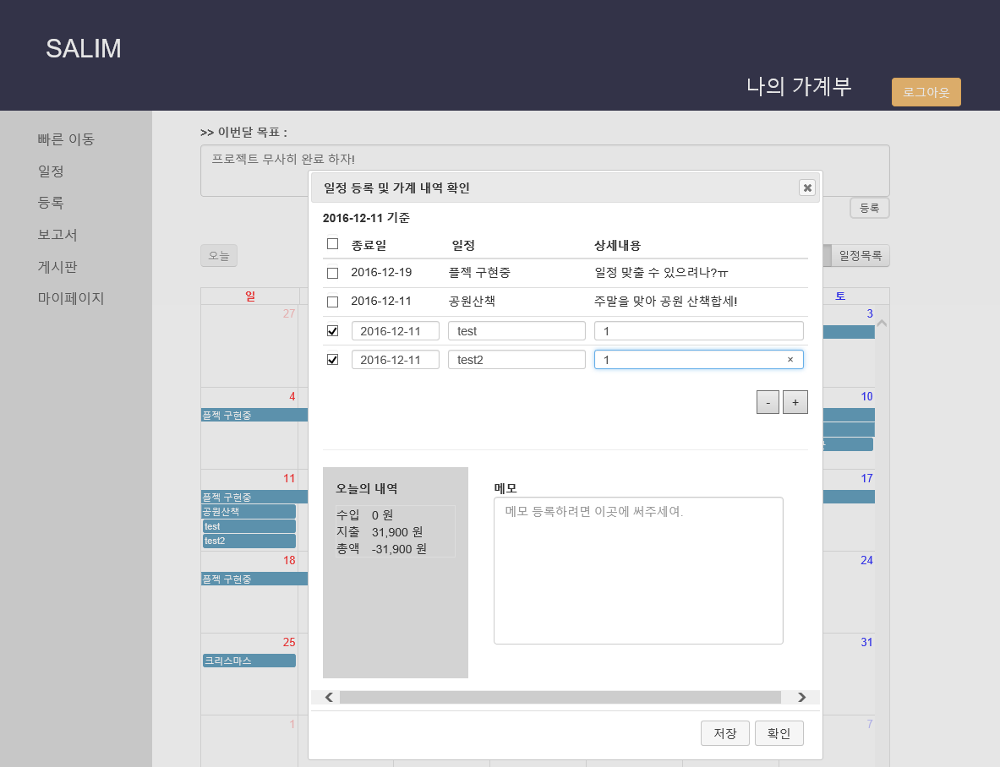 SALIM
나의 가계부
로그아웃
빠른 이동
일정
등록
보고서
게시판
마이페이지
>> 이번달 목표 :
프로젝트 무사히 완료 하자!
등록
오늘
일정목록
일정 등록 및 가계 내역 확인
2016-12-11 기준
종료일 일정 상세내용
2016-12-19 플젝 구현중 일정 맞출 수 있으려나?ㅠ
2016-12-11 공원산책 주말을 맞아 공원 산책합세!
2016-12-11 test 1
2016-12-11 test2 1 ×
- +
오늘의 내역
수입 0 원
지출 31,900 원
총액 -31,900 원
메모
메모 등록하려면 이곳에 써주세여.
저장 확인
일 토
27 3
4 10
플젝 구현중
11 17
플젝 구현중
공원산책
test
test2
18 24
플젝 구현중
25 31
크리스마스
1 7